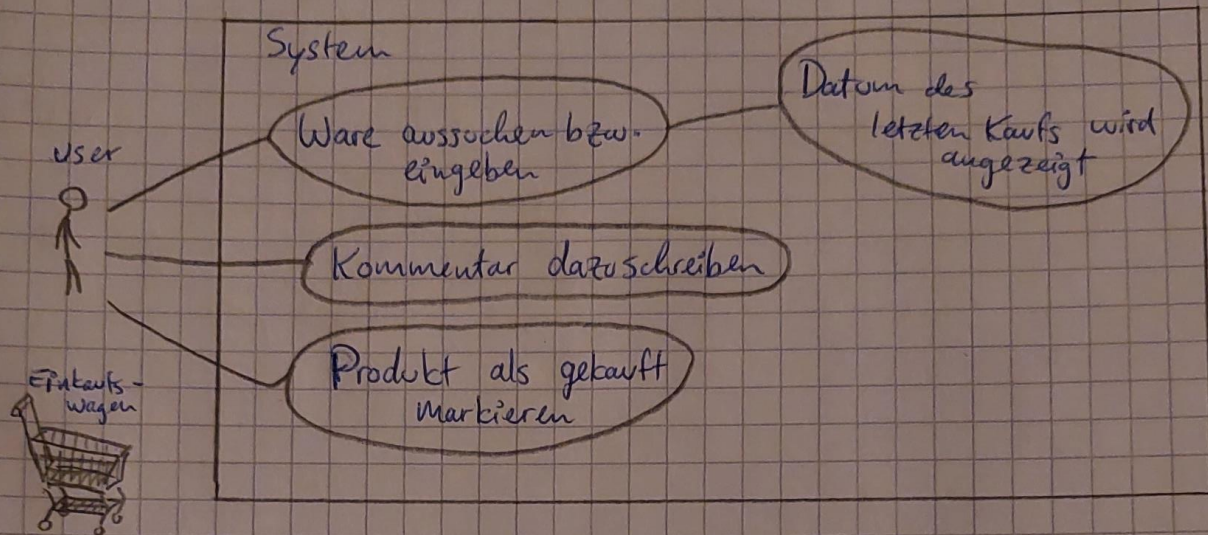 System
User
Ware aussuchen bzw.
eingeben
Datum des
letzten Kaufs wird
angezeigt
Kommentar dazuschreiben
Produkt als gekauft
markieren
Einkaufs-
wagen